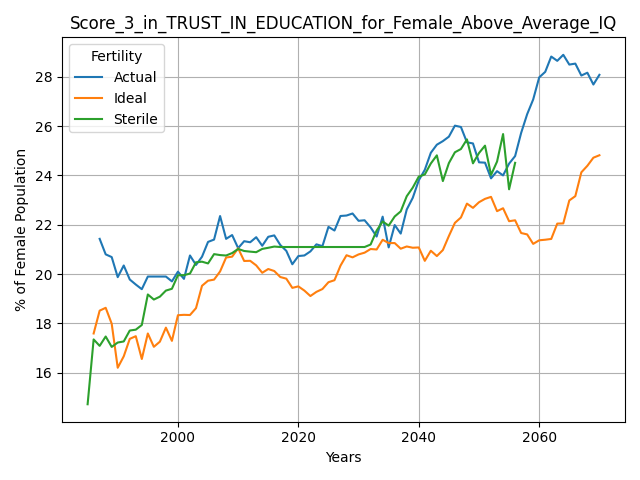 Score_3_in_TRUST_IN_EDUCATION_for_Female_Above_Average_IQ
Fertility
Actual
Ideal
Sterile
% of Female Population
28
26
24
22
20
18
16
2000
2020
2040
2060
Years